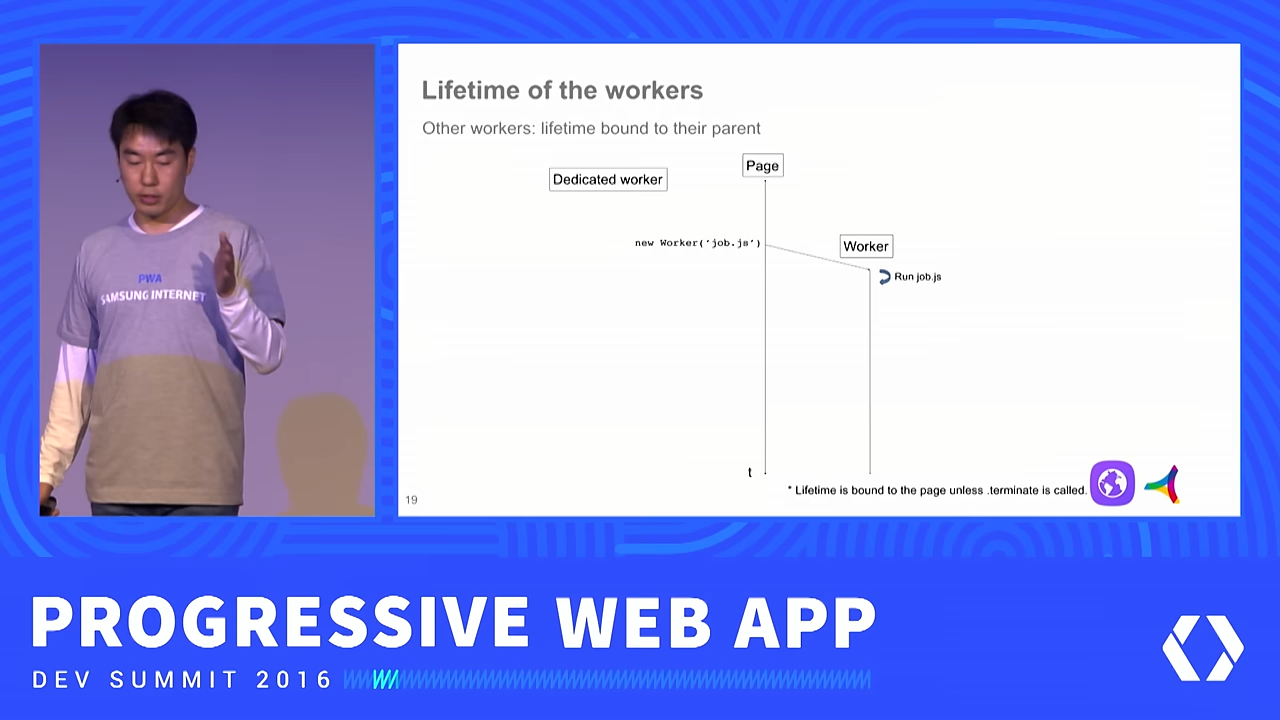 Lifetime of the workers
Other workers: lifetime bound to their parent
Page
Dedicated worker
new Worker('job.js')
Worker
Run job.js
t
* Lifetime is bound to the page unless .terminate is called.
19
PWA
SAMSUNG INTERNET
PROGRESSIVE WEB APP
DEV SUMMIT 2016